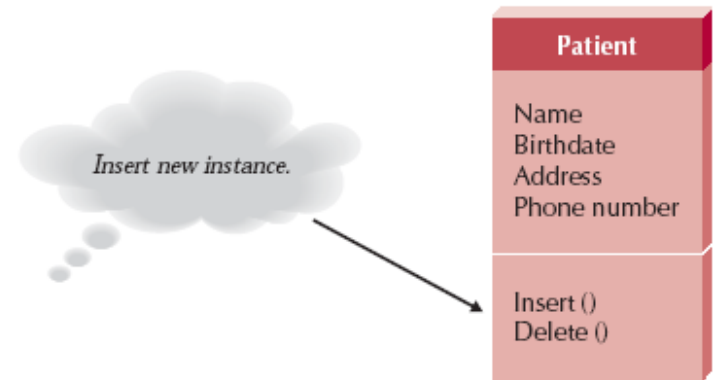 Insert new instance.
Patient
Name
Birthdate
Address
Phone number
Insert ()
Delete ()